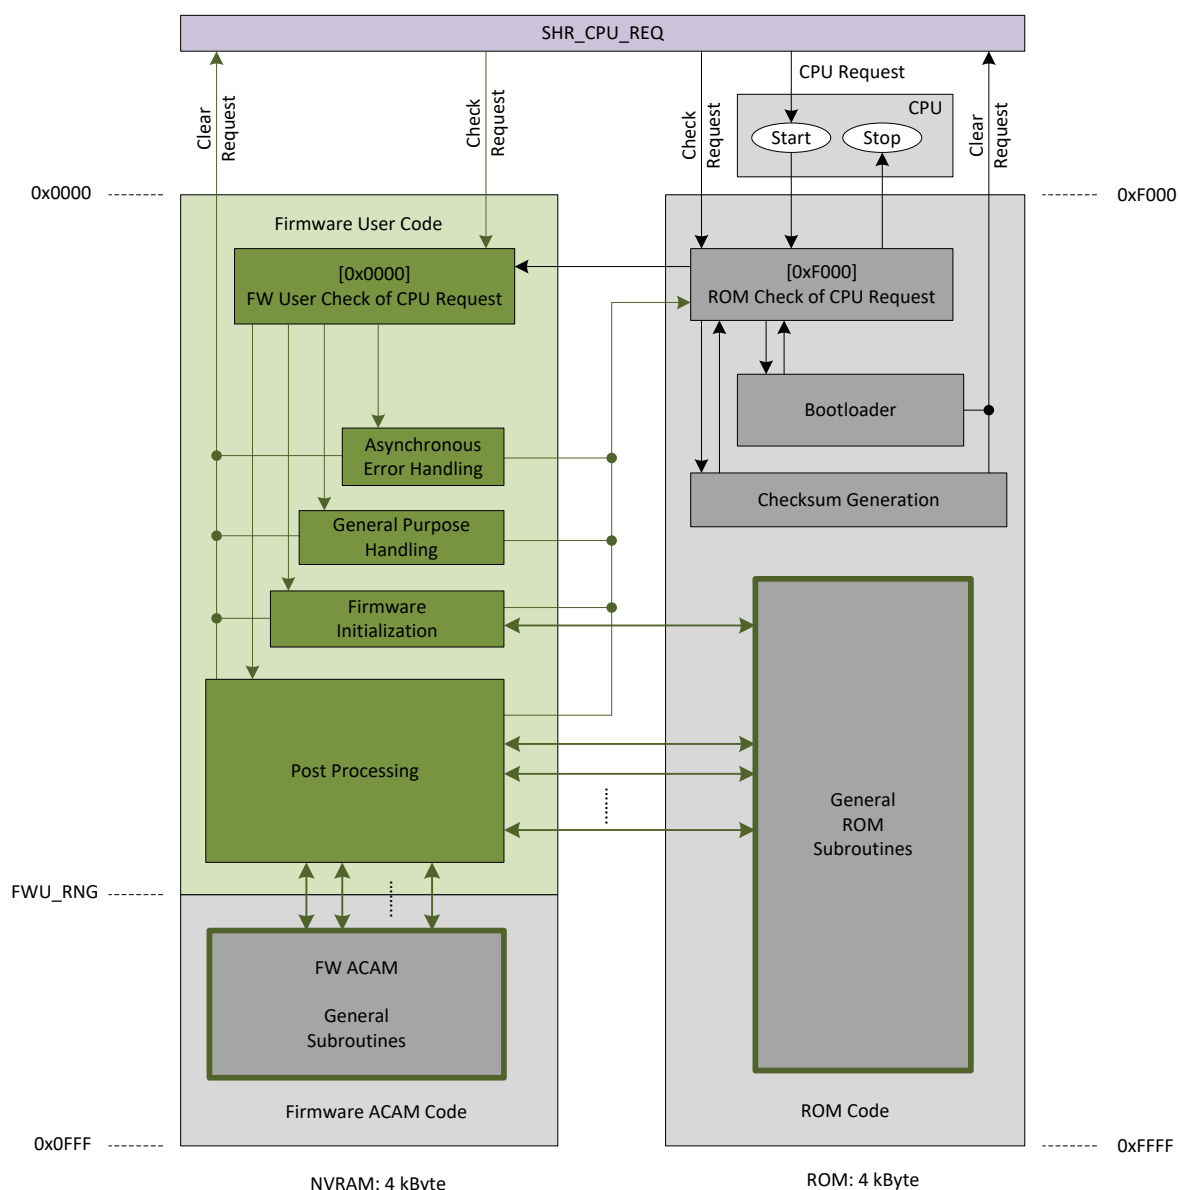 SHR_CPU_REQ
Clear
Request
Check
Request
Check
Request
CPU Request
CPU
Start
Stop
Clear
Request
0x0000
0xF000
Firmware User Code
[0x0000]
FW User Check of CPU Request
[0xF000]
ROM Check of CPU Request
Bootloader
Asynchronous
Error Handling
Checksum Generation
General Purpose
Handling
Firmware
Initialization
Post Processing
General
ROM
Subroutines
FWU_RNG
FW ACAM
General
Subroutines
Firmware ACAM Code
ROM Code
0x0FFF
0xFFFF
NVRAM: 4 kByte
ROM: 4 kByte